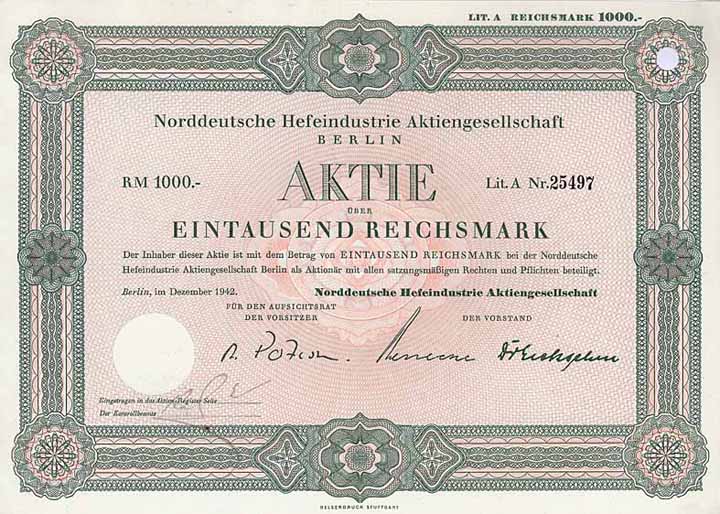 LIT. A REICHSMARK 1000.-
Norddeutsche Hefeindustrie Aktiengesellschaft
BERLIN
AKTIE
RM 1000.- Lit. A Nr. 25497
ÜBER
EINTAUSEND REICHSMARK
Der Inhaber dieser Aktie ist mit dem Betrag von EINTAUSEND REICHSMARK bei der Norddeutsche
Hefeindustrie Aktiengesellschaft Berlin als Aktionär mit allen satzungsmäßigen Rechten und Pflichten beteiligt.
Berlin, im Dezember 1942. Norddeutsche Hefeindustrie Aktiengesellschaft
FÜR DEN AUFSICHTSRAT
DER VORSITZER DER VORSTAND
Eingetragen in das Aktien-Register Seite
Der Kontrollbeamte
BELSERDRUCK STUTTGART